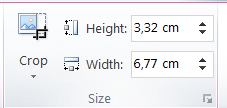 Height: 3,32 cm
Crop
Width: 6,77 cm
Size